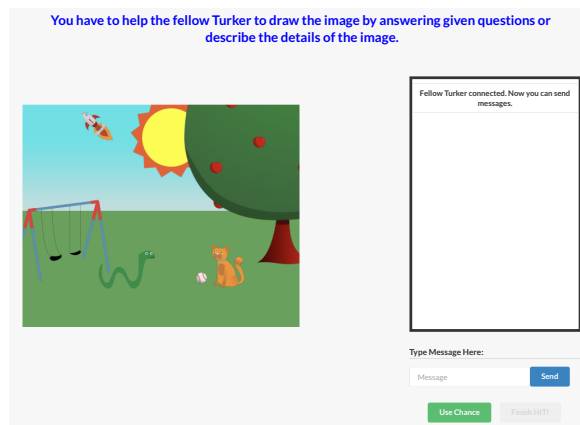 You have to help the fellow Turker to draw the image by answering given questions or
describe the details of the image.
Fellow Turker connected. Now you can send
messages.
Type Message Here:
Message
Send
Use Chance
Finish HIT!